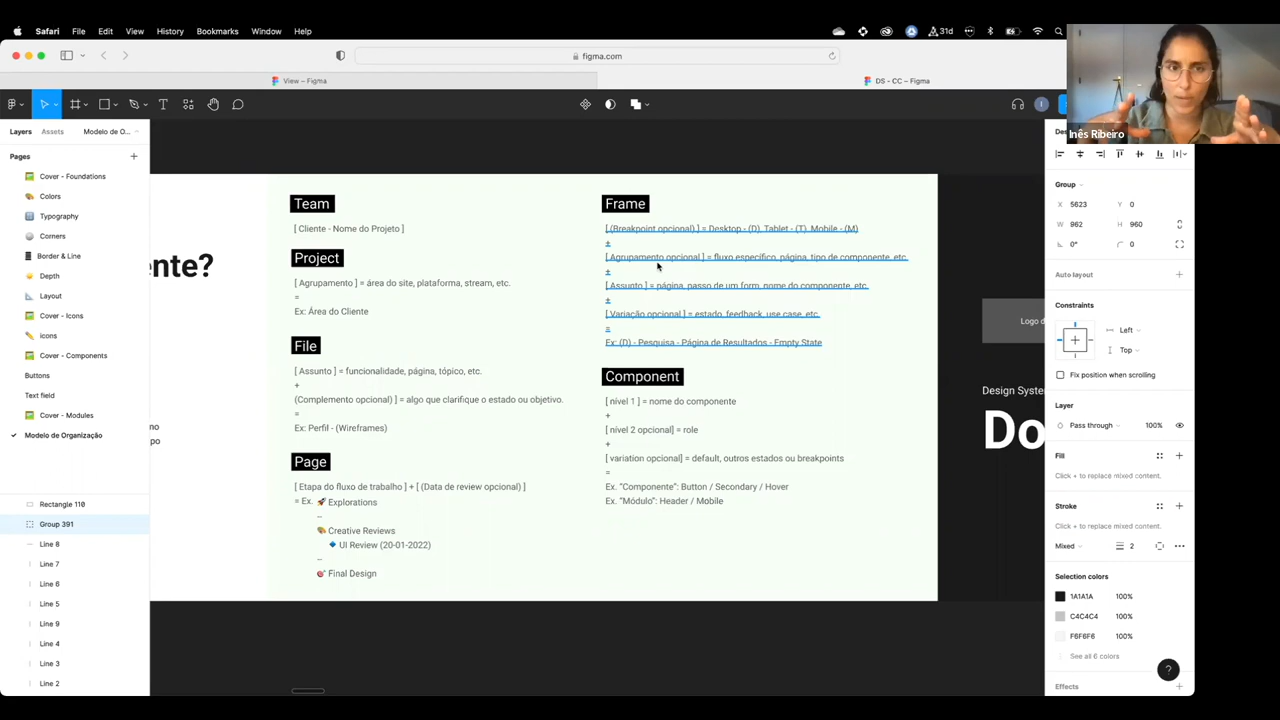 Safari File Edit View History Bookmarks Window Help
31d
figma.com
View – Figma
DS - CC – Figma
Inês Ribeiro
Layers Assets Modelo de O...
Pages
Cover - Foundations
Colors
Typography
Corners
Border & Line
Depth
Layout
Cover - Icons
icons
Cover - Components
Buttons
Text field
Cover - Modules
Modelo de Organização
Rectangle 110
Group 391
Line 8
Line 7
Line 6
Line 5
Line 9
Line 4
Line 3
Line 2
ente?
mo
po
Team
[ Cliente - Nome do Projeto ]
Project
[ Agrupamento ] = área do site, plataforma, stream, etc.
=
Ex: Área do Cliente
File
[ Assunto ] = funcionalidade, página, tópico, etc.
+
(Complemento opcional) ] = algo que clarifique o estado ou objetivo.
=
Ex: Perfil - (Wireframes)
Page
[ Etapa do fluxo de trabalho ] + [ (Data de review opcional) ]
= Ex. 🚀 Explorations
--
🎨 Creative Reviews
🔹 UI Review (20-01-2022)
--
🎯 Final Design
Frame
[ (Breakpoint opcional) ] = Desktop - (D), Tablet - (T), Mobile - (M)
+
[ Agrupamento opcional ] = fluxo específico, página, tipo de componente, etc.
+
[ Assunto ] = página, passo de um form, nome do componente, etc.
+
[ Variação opcional ] = estado, feedback, use case, etc.
=
Ex: (D) - Pesquisa - Página de Resultados - Empty State
Component
[ nível 1 ] = nome do componente
+
[ nível 2 opcional] = role
+
[ variation opcional] = default, outros estados ou breakpoints
=
Ex. "Componente": Button / Secondary / Hover
Ex. "Módulo": Header / Mobile
Logo d
Design System
Do
Group
X 5623 Y 0
W 962 H 960
0° 0
Auto layout
Constraints
Left
Top
Fix position when scrolling
Layer
Pass through 100%
Fill
Click + to replace mixed content.
Stroke
Click + to replace mixed content.
Mixed 2
Selection colors
1A1A1A 100%
C4C4C4 100%
F6F6F6 100%
See all 6 colors
?
Effects